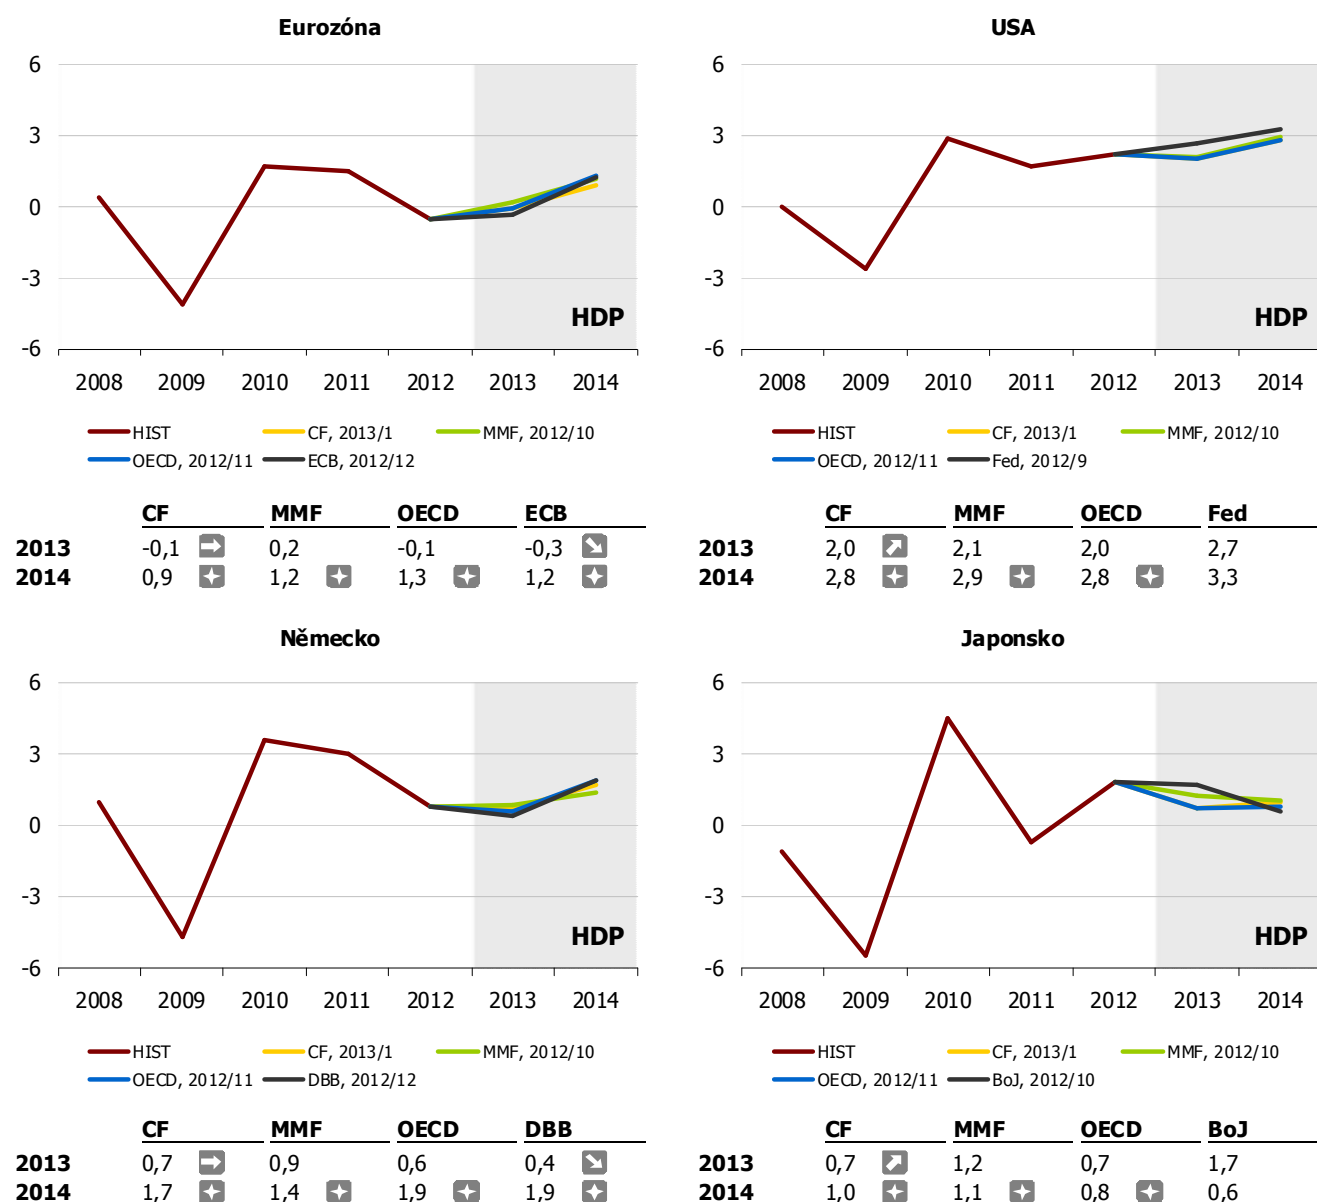 Eurozóna
6
3
0
-3
-6
HDP
2008 2009 2010 2011 2012 2013 2014
HIST CF, 2013/1 MMF, 2012/10
OECD, 2012/11 ECB, 2012/12
CF MMF OECD ECB
2013 -0,1 0,2 -0,1 -0,3
2014 0,9 1,2 1,3 1,2
USA
6
3
0
-3
-6
HDP
2008 2009 2010 2011 2012 2013 2014
HIST CF, 2013/1 MMF, 2012/10
OECD, 2012/11 Fed, 2012/9
CF MMF OECD Fed
2013 2,0 2,1 2,0 2,7
2014 2,8 2,9 2,8 3,3
Německo
6
3
0
-3
-6
HDP
2008 2009 2010 2011 2012 2013 2014
HIST CF, 2013/1 MMF, 2012/10
OECD, 2012/11 DBB, 2012/12
CF MMF OECD DBB
2013 0,7 0,9 0,6 0,4
2014 1,7 1,4 1,9 1,9
Japonsko
6
3
0
-3
-6
HDP
2008 2009 2010 2011 2012 2013 2014
HIST CF, 2013/1 MMF, 2012/10
OECD, 2012/11 BoJ, 2012/10
CF MMF OECD BoJ
2013 0,7 1,2 0,7 1,7
2014 1,0 1,1 0,8 0,6